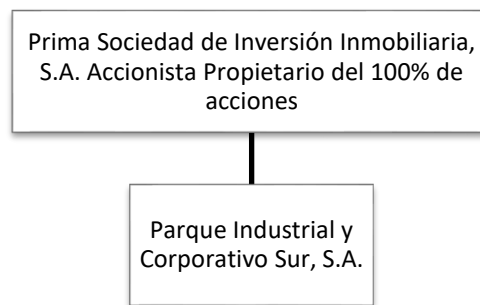 Prima Sociedad de Inversión Inmobiliaria,
S.A. Accionista Propietario del 100% de
acciones
Parque Industrial y
Corporativo Sur, S.A.